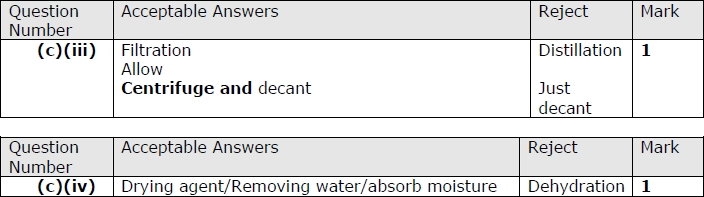 Question Number Acceptable Answers Reject Mark
(c)(iii) Filtration Distillation 1
Allow
Centrifuge and decant Just decant
Question Number Acceptable Answers Reject Mark
(c)(iv) Drying agent/Removing water/absorb moisture Dehydration 1